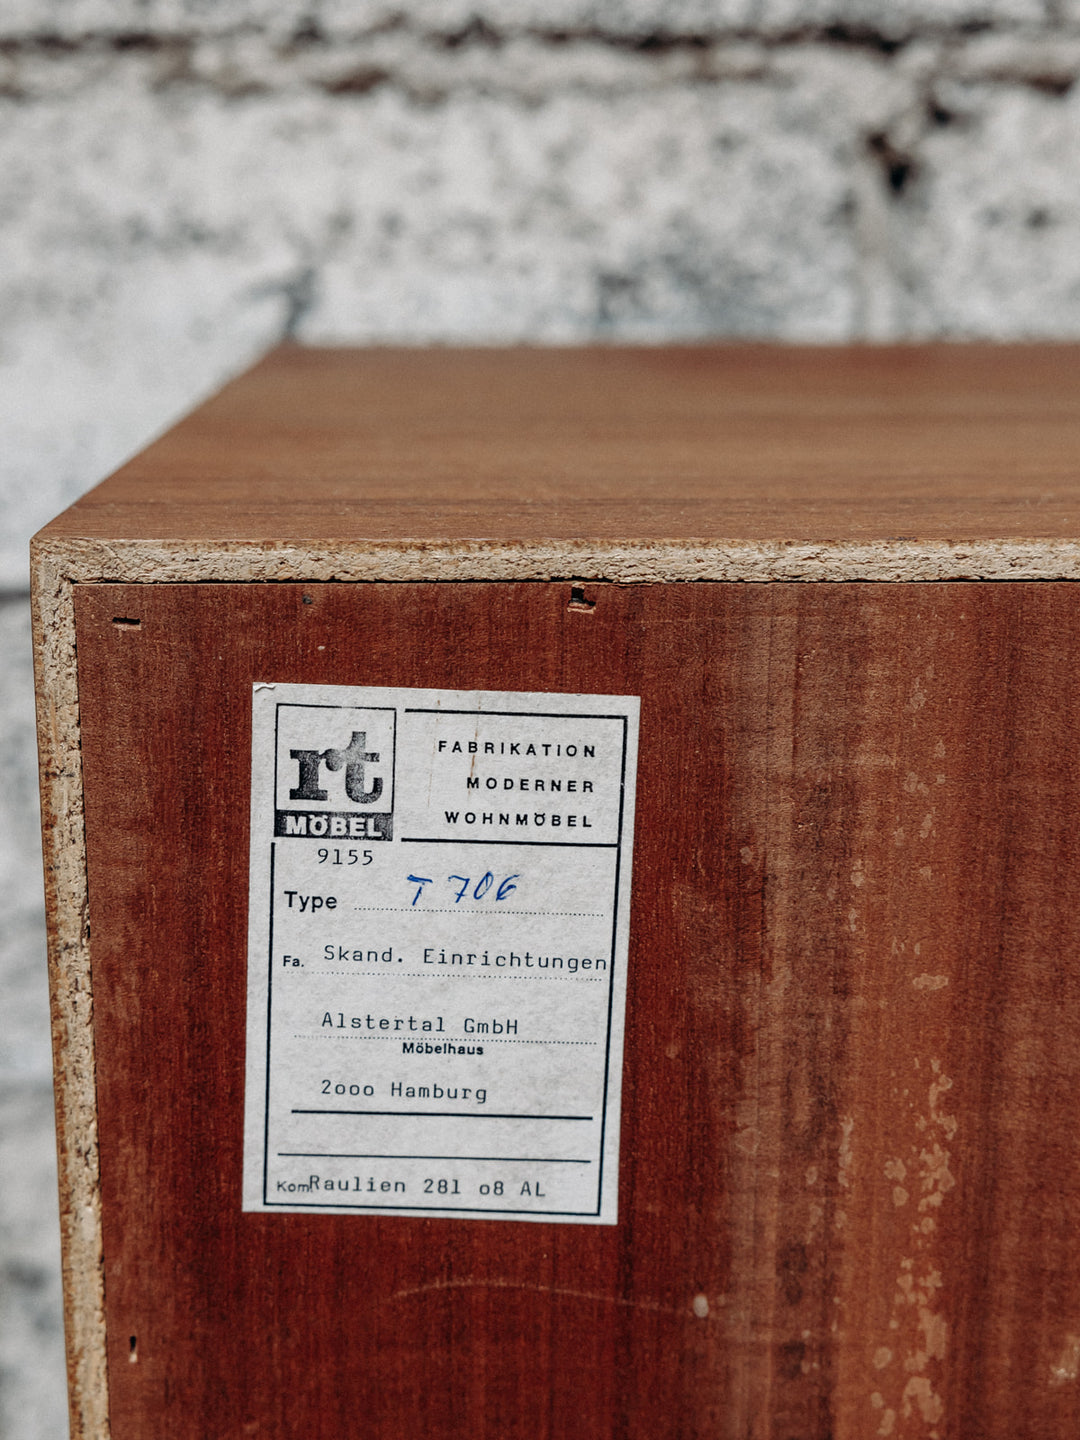 rt
MÖBEL
FABRIKATION
MODERNER
WOHNMÖBEL
9155
Type T 706
Fa. Skand. Einrichtungen
Alstertal GmbH
Möbelhaus
2ooo Hamburg
Kom. Raulien 281 o8 AL